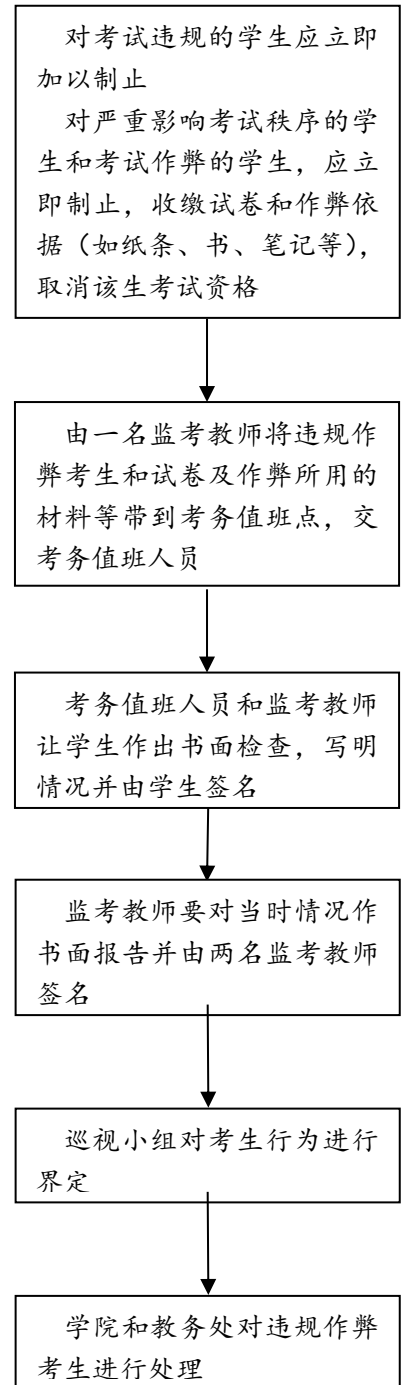 对考试违规的学生应立即
加以制止
对严重影响考试秩序的学
生和考试作弊的学生，应立
即制止，收缴试卷和作弊依
据（如纸条、书、笔记等），
取消该生考试资格
由一名监考教师将违规作
弊考生和试卷及作弊所用的
材料等带到考务值班点，交
考务值班人员
考务值班人员和监考教师
让学生作出书面检查，写明
情况并由学生签名
监考教师要对当时情况作
书面报告并由两名监考教师
签名
巡视小组对考生行为进行
界定
学院和教务处对违规作弊
考生进行处理